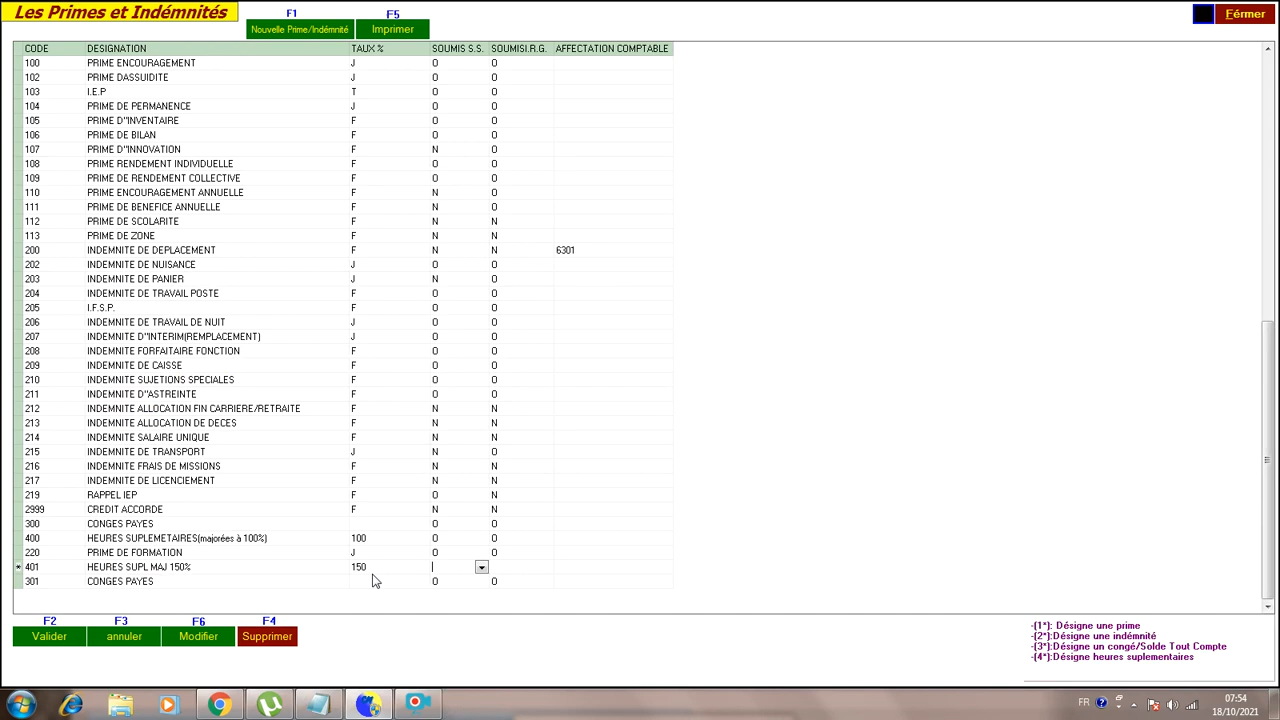 Les Primes et Indémnités
F1
Nouvelle Prime/Indémnité
F5
Imprimer
Férmer
CODE DESIGNATION TAUX % SOUMIS S.S. SOUMISI.R.G. AFFECTATION COMPTABLE
100 PRIME ENCOURAGEMENT J O O
102 PRIME DASSUIDITE J O O
103 I.E.P T O O
104 PRIME DE PERMANENCE J O O
105 PRIME D"INVENTAIRE F O O
106 PRIME DE BILAN F O O
107 PRIME D"INNOVATION F N O
108 PRIME RENDEMENT INDIVIDUELLE F O O
109 PRIME DE RENDEMENT COLLECTIVE F O O
110 PRIME ENCOURAGEMENT ANNUELLE F N O
111 PRIME DE BENEFICE ANNUELLE F N O
112 PRIME DE SCOLARITE F N N
113 PRIME DE ZONE F N N
200 INDEMNITE DE DEPLACEMENT F N N 6301
202 INDEMNITE DE NUISANCE J O O
203 INDEMNITE DE PANIER J N O
204 INDEMNITE DE TRAVAIL POSTE F O O
205 I.F.S.P. F O O
206 INDEMNITE DE TRAVAIL DE NUIT J O O
207 INDEMNITE D"INTERIM(REMPLACEMENT) J O O
208 INDEMNITE FORFAITAIRE FONCTION F O O
209 INDEMNITE DE CAISSE F O O
210 INDEMNITE SUJETIONS SPECIALES F O O
211 INDEMNITE D"ASTREINTE F O O
212 INDEMNITE ALLOCATION FIN CARRIERE/RETRAITE F N N
213 INDEMNITE ALLOCATION DE DECES F N N
214 INDEMNITE SALAIRE UNIQUE F N N
215 INDEMNITE DE TRANSPORT J N O
216 INDEMNITE FRAIS DE MISSIONS F N N
217 INDEMNITE DE LICENCIEMENT F N N
219 RAPPEL IEP F O N
2999 CREDIT ACCORDE F N N
300 CONGES PAYES O O
400 HEURES SUPLEMETAIRES(majorées à 100%) 100 O O
220 PRIME DE FORMATION J O O
* 401 HEURES SUPL MAJ 150% 150
301 CONGES PAYES O O
F2
Valider
F3
annuler
F6
Modifier
F4
Supprimer
-(1*): Désigne une prime
-(2*):Désigne une indémnité
-(3*):Désigne un congé/Solde Tout Compte
-(4*):Désigne heures suplementaires
FR
07:54
18/10/2021